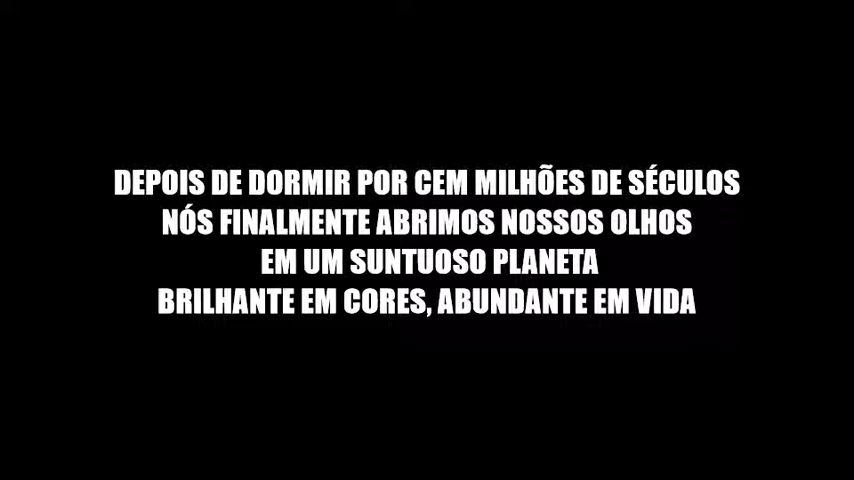 DEPOIS DE DORMIR POR CEM MILHÕES DE SÉCULOS
NÓS FINALMENTE ABRIMOS NOSSOS OLHOS
EM UM SUNTUOSO PLANETA
BRILHANTE EM CORES, ABUNDANTE EM VIDA